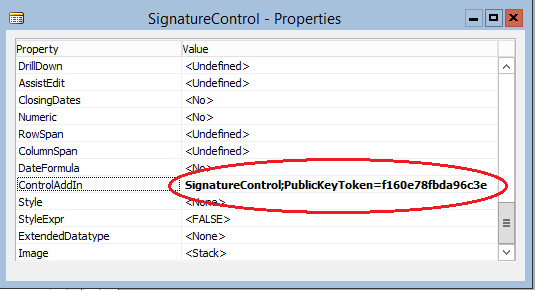 SignatureControl - Properties
Property Value
DrillDown <Undefined>
AssistEdit <Undefined>
ClosingDates <No>
Numeric <No>
RowSpan <Undefined>
ColumnSpan <Undefined>
DateFormula <No>
ControlAddIn SignatureControl;PublicKeyToken=f160e78fbda96c3e
Style <None>
StyleExpr <FALSE>
ExtendedDatatype <None>
Image <Stack>